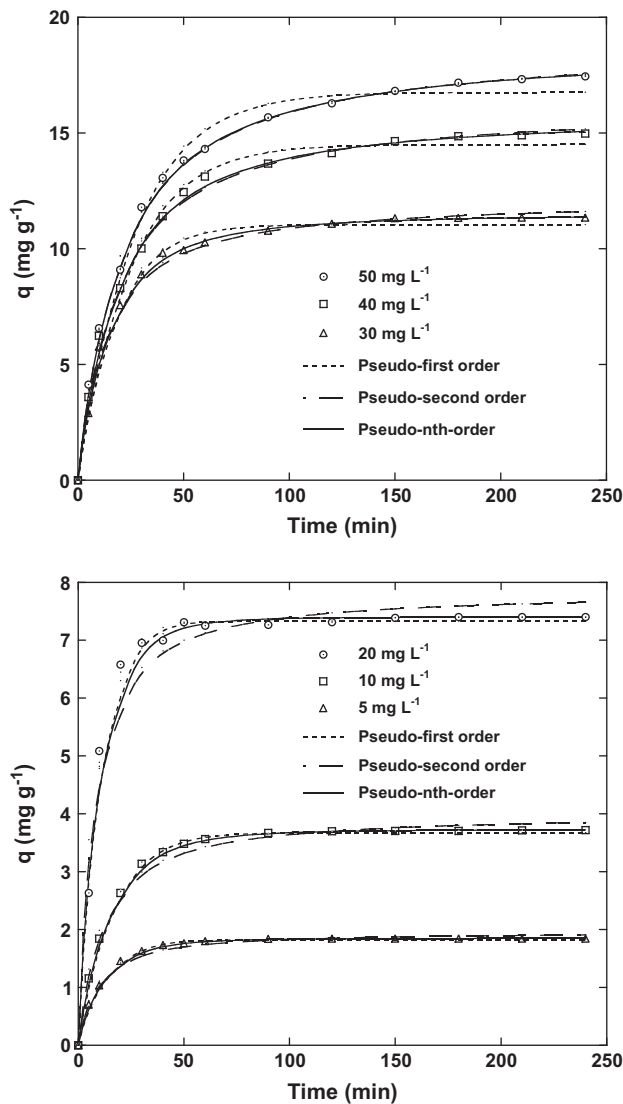 20
15
10
5
0
q (mg g-1)
50 mg L-1
40 mg L-1
30 mg L-1
Pseudo-first order
Pseudo-second order
Pseudo-nth-order
0 50 100 150 200 250
Time (min)
8
7
6
5
4
3
2
1
0
q (mg g-1)
20 mg L-1
10 mg L-1
5 mg L-1
Pseudo-first order
Pseudo-second order
Pseudo-nth-order
0 50 100 150 200 250
Time (min)